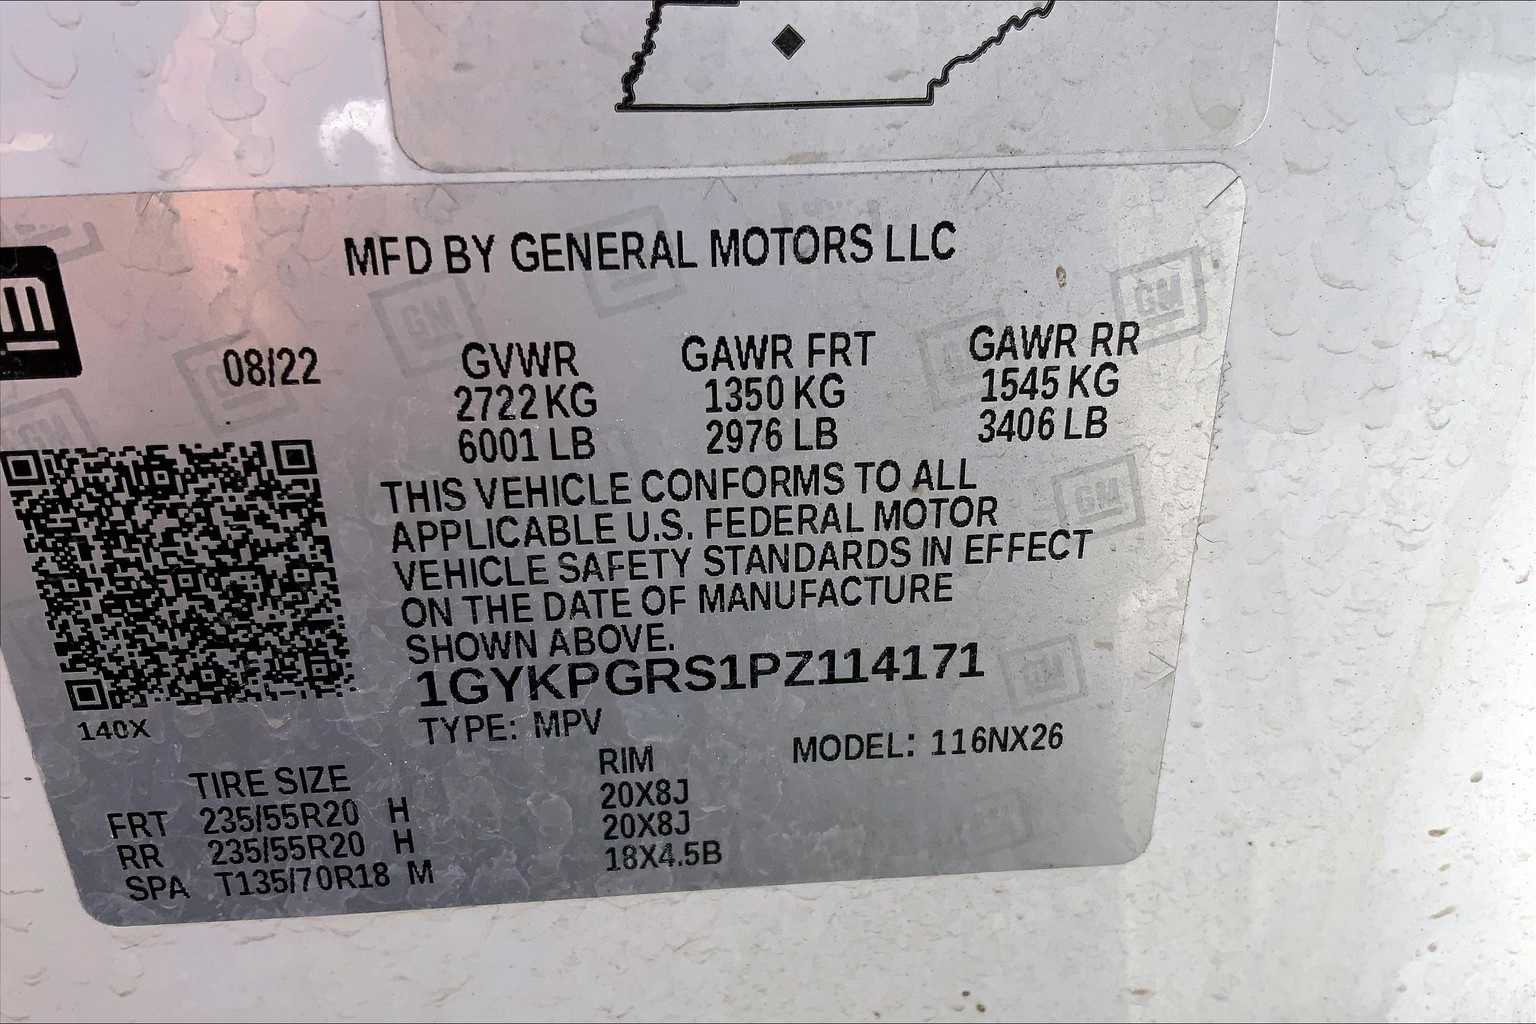 MFD BY GENERAL MOTORS LLC
08/22 GVWR GAWR FRT GAWR RR
2722 KG 1350 KG 1545 KG
6001 LB 2976 LB 3406 LB
THIS VEHICLE CONFORMS TO ALL
APPLICABLE U.S. FEDERAL MOTOR
VEHICLE SAFETY STANDARDS IN EFFECT
ON THE DATE OF MANUFACTURE
SHOWN ABOVE.
1GYKPGRS1PZ114171
140X
TYPE: MPV MODEL: 116NX26
TIRE SIZE RIM
FRT 235/55R20 H 20X8J
RR 235/55R20 H 20X8J
SPA T135/70R18 M 18X4.5B